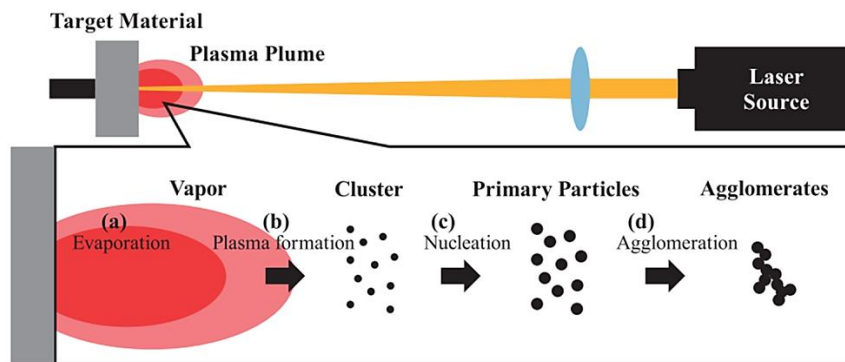 Target Material
Plasma Plume
Laser
Source
Vapor
Cluster
Primary Particles
Agglomerates
(a)
Evaporation
(b)
Plasma formation
(c)
Nucleation
(d)
Agglomeration